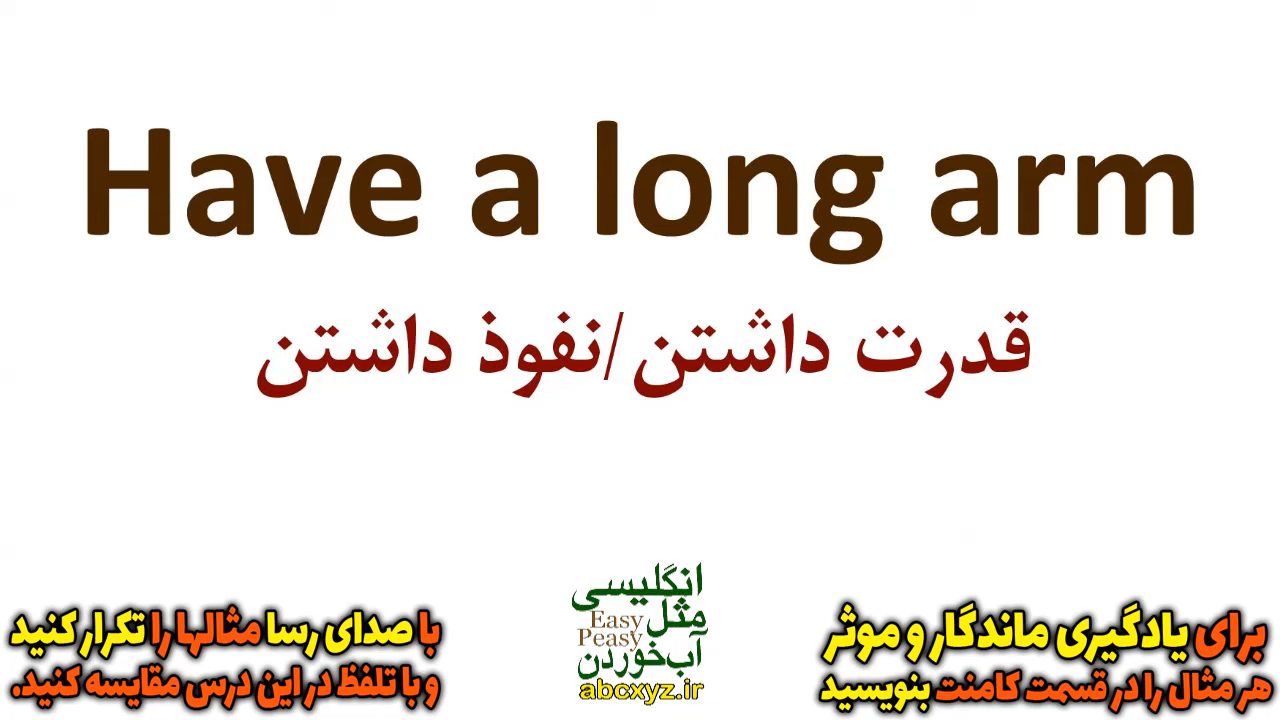 Have a long arm
قدرت داشتن/نفوذ داشتن
برای یادگیری ماندگار و موثر
هر مثال را در قسمت کامنت بنویسید
انگلیسی
مثل
Easy
Peasy
آب‌خوردن
abcxyz.ir
با صدای رسا مثالها را تکرار کنید
و با تلفظ در این درس مقایسه کنید.